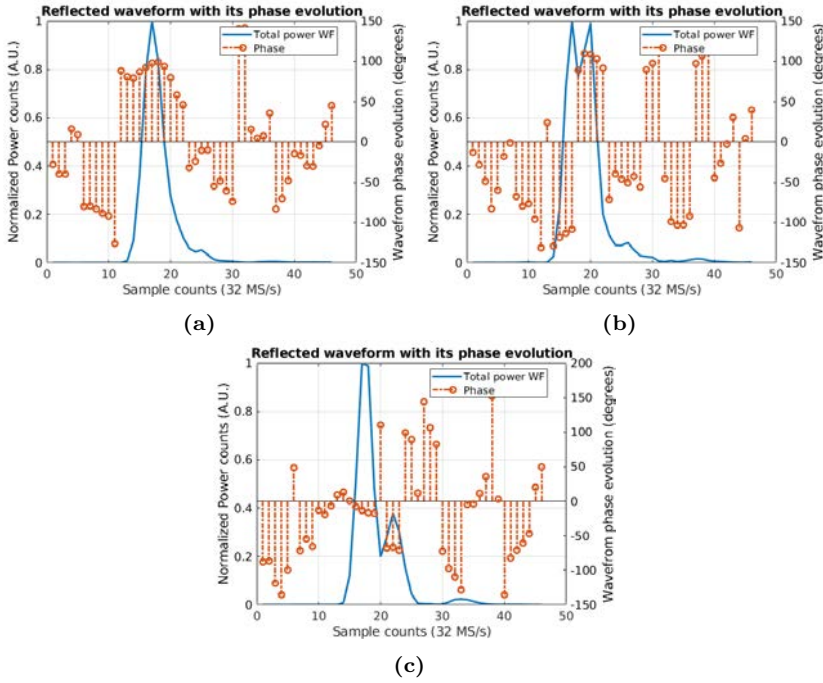 Reflected waveform with its phase evolution
Normalized Power counts (A.U.)
1
0.8
0.6
0.4
0.2
0
Total power WF
Phase
150
100
50
0
-50
-100
-150
Wavefrom phase evolution (degrees)
0 10 20 30 40 50
Sample counts (32 MS/s)
(a)
Reflected waveform with its phase evolution
Normalized Power counts (A.U.)
1
0.8
0.6
0.4
0.2
0
Total power WF
Phase
150
100
50
0
-50
-100
-150
Wavefrom phase evolution (degrees)
0 10 20 30 40 50
Sample counts (32 MS/s)
(b)
Reflected waveform with its phase evolution
Normalized Power counts (A.U.)
1
0.8
0.6
0.4
0.2
0
Total power WF
Phase
200
150
100
50
0
-50
-100
-150
Wavefrom phase evolution (degrees)
0 10 20 30 40 50
Sample counts (32 MS/s)
(c)